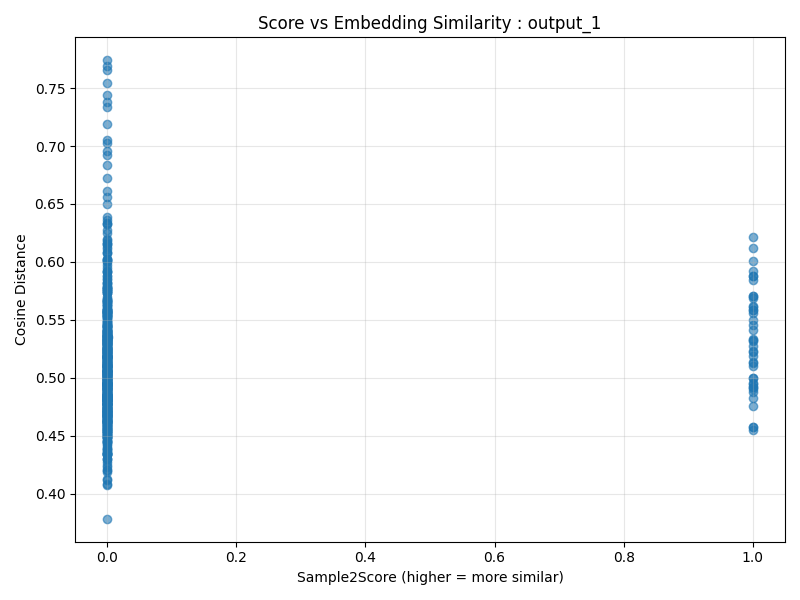 Score vs Embedding Similarity : output_1
Cosine Distance
0.75
0.70
0.65
0.60
0.55
0.50
0.45
0.40
0.0 0.2 0.4 0.6 0.8 1.0
Sample2Score (higher = more similar)